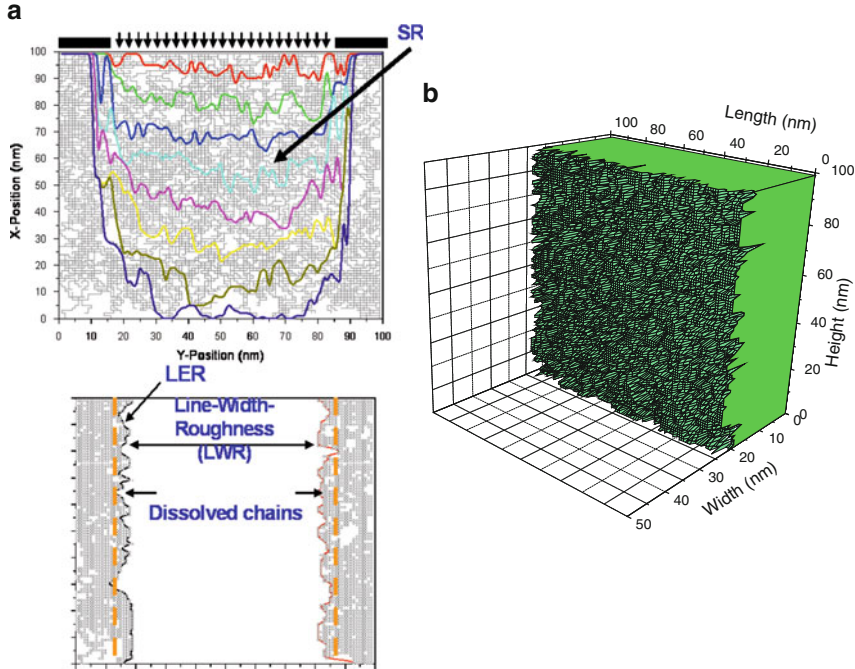 a
SR
100
90
80
70
60
50
40
30
20
10
0
X-Position (nm)
0 10 20 30 40 50 60 70 80 90 100
Y-Position (nm)
LER
Line-Width-
Roughness
(LWR)
Dissolved chains
b
Length (nm)
100 80 60 40 20 0
100
80
60
40
20
0
Height (nm)
0
10
20
30
40
50
Width (nm)